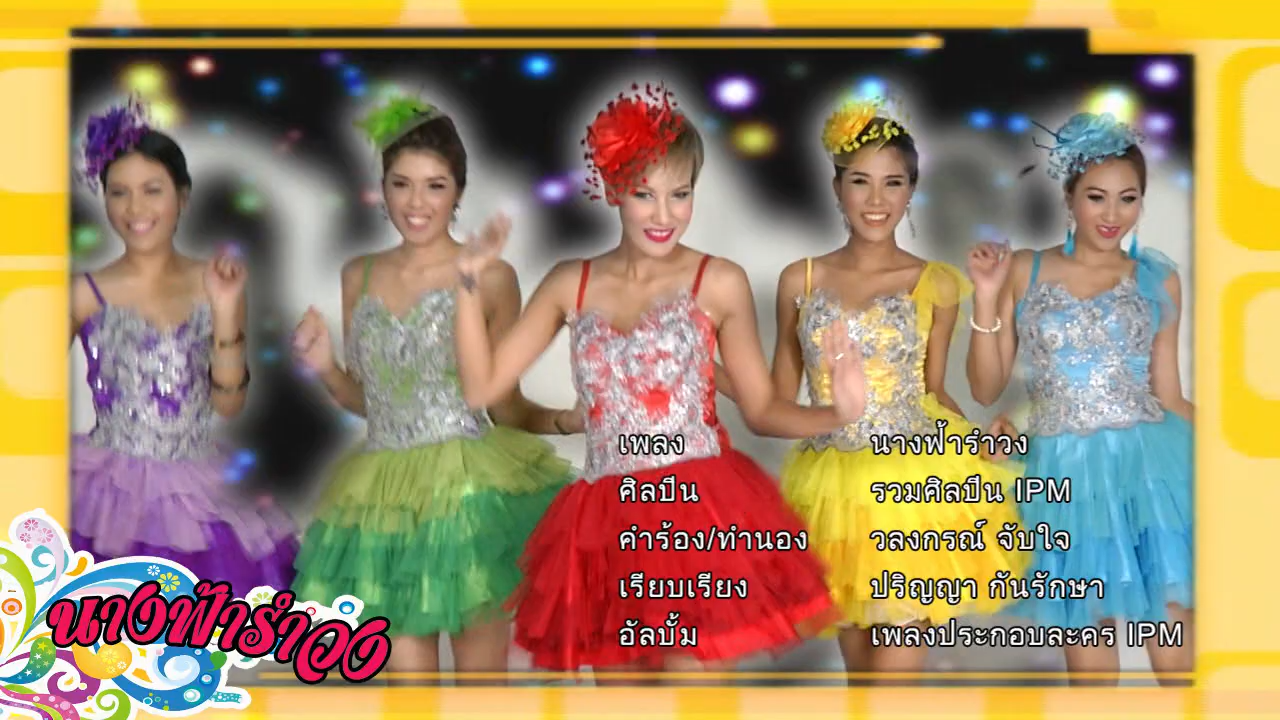 เพลง นางฟ้ารำวง
ศิลปิน รวมศิลปิน IPM
คำร้อง/ทำนอง วลงกรณ์ จับใจ
เรียบเรียง ปริญญา กันรักษา
อัลบั้ม เพลงประกอบละคร IPM
นางฟ้ารำวง